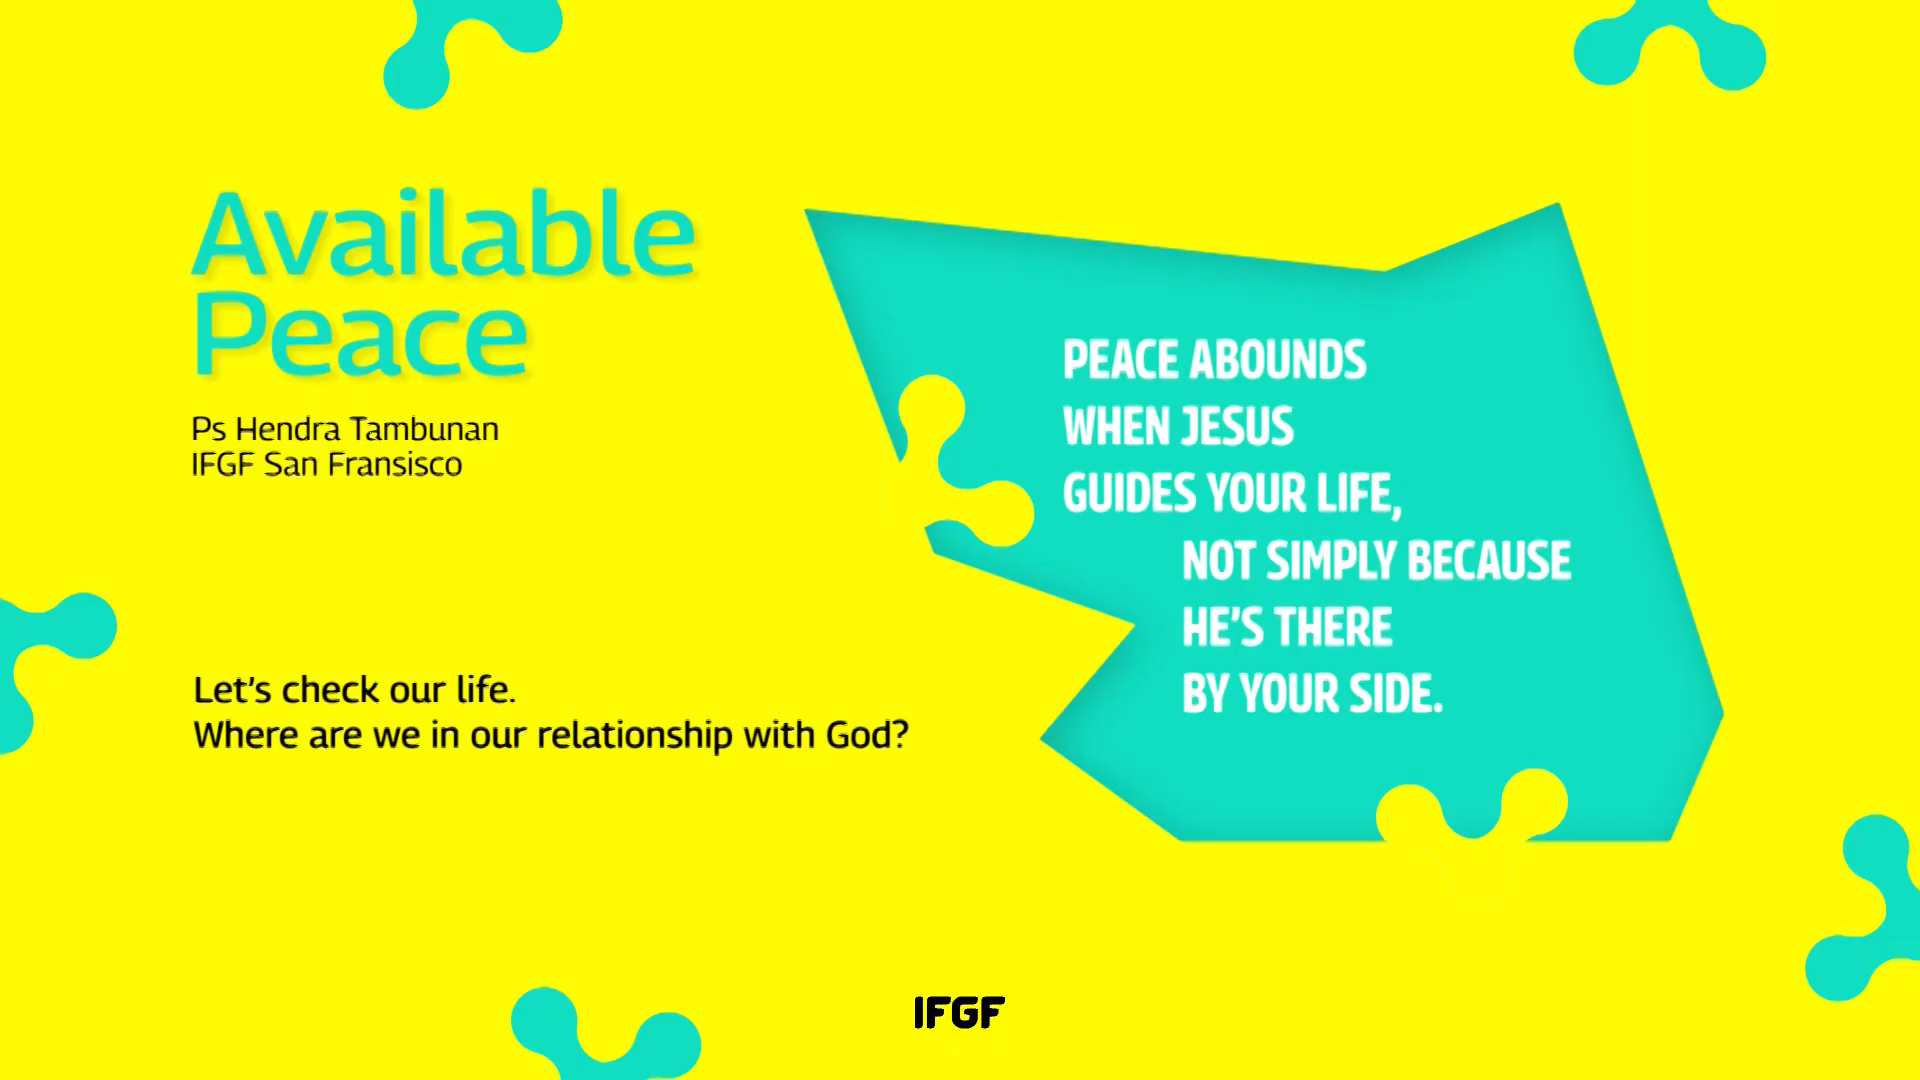 Available
Peace
Ps Hendra Tambunan
IFGF San Fransisco
Let's check our life.
Where are we in our relationship with God?
PEACE ABOUNDS
WHEN JESUS
GUIDES YOUR LIFE,
NOT SIMPLY BECAUSE
HE'S THERE
BY YOUR SIDE.
IFGF